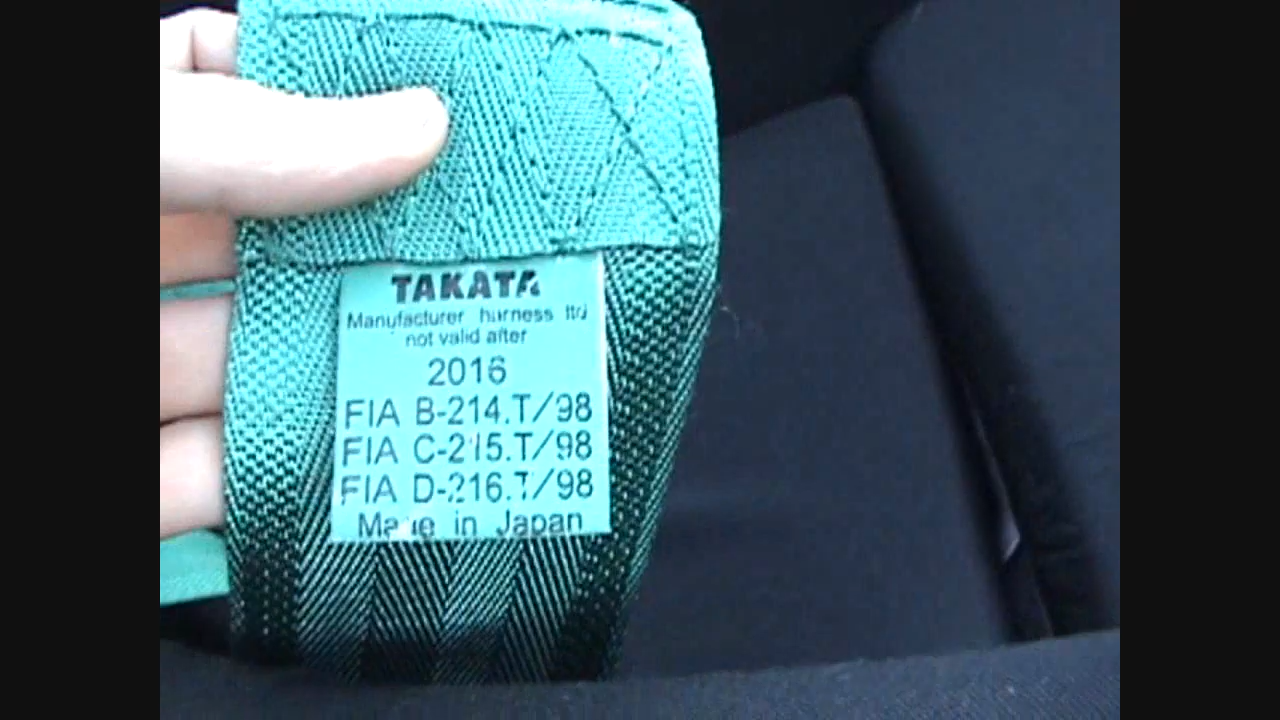 TAKATA
Manufacturer harness ltd
not valid after
2016
FIA B-214.T/98
FIA C-215.T/98
FIA D-216.T/98
Made in Japan